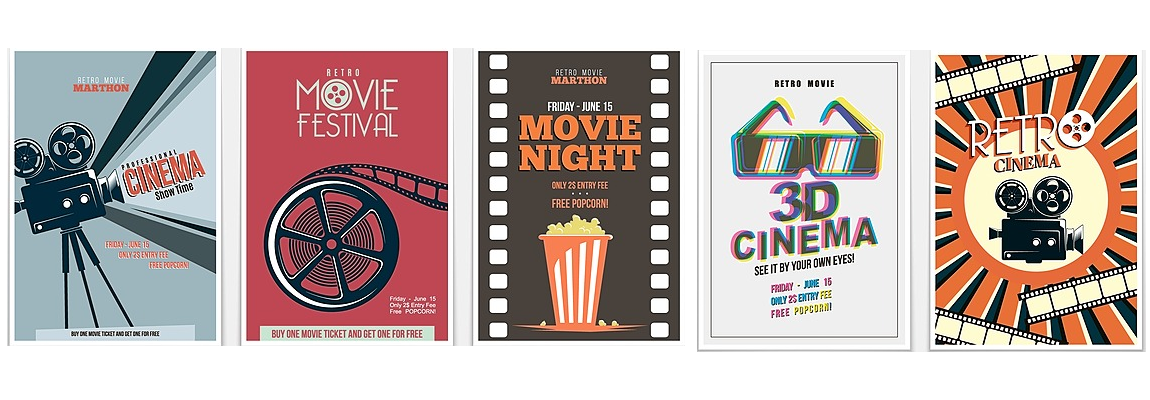 RETRO MOVIE
MARTHON
PROFESSIONAL
CINEMA
Show Time
FRIDAY - JUNE 15
ONLY 2$ ENTRY FEE
FREE POPCORN!
BUY ONE MOVIE TICKET AND GET ONE FOR FREE
RETRO
MOVIE
FESTIVAL
Friday - June 15
Only 2$ Entry Fee
Free POPCORN!
BUY ONE MOVIE TICKET AND GET ONE FOR FREE
RETRO MOVIE
MARTHON
FRIDAY - JUNE 15
MOVIE
NIGHT
ONLY 2$ ENTRY FEE
FREE POPCORN!
RETRO MOVIE
3D
CINEMA
SEE IT BY YOUR OWN EYES!
FRIDAY - JUNE 15
ONLY 2$ ENTRY FEE
FREE POPCORN!
RETRO
CINEMA